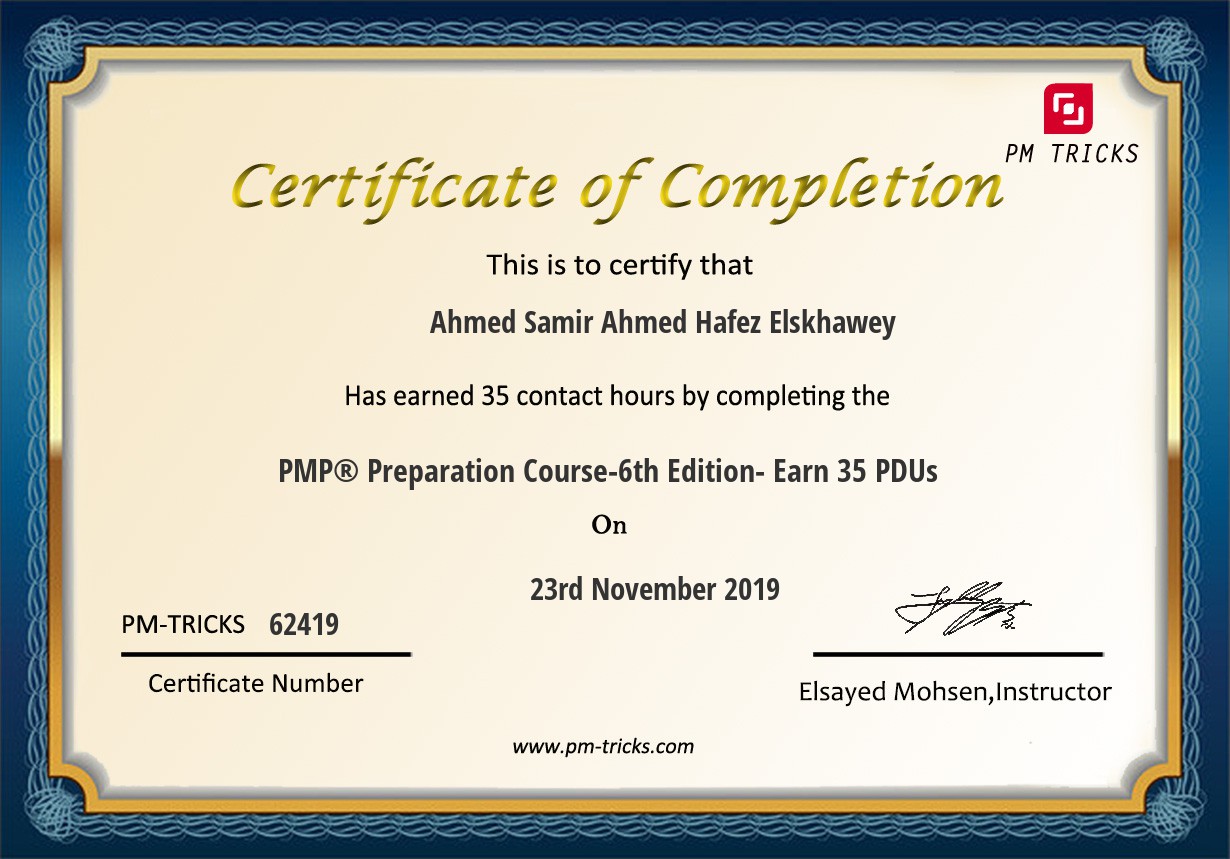 PM TRICKS
Certificate of Completion
This is to certify that
Ahmed Samir Ahmed Hafez Elskhawey
Has earned 35 contact hours by completing the
PMP® Preparation Course-6th Edition- Earn 35 PDUs
On
23rd November 2019
PM-TRICKS 62419
Certificate Number
Elsayed Mohsen,Instructor
www.pm-tricks.com